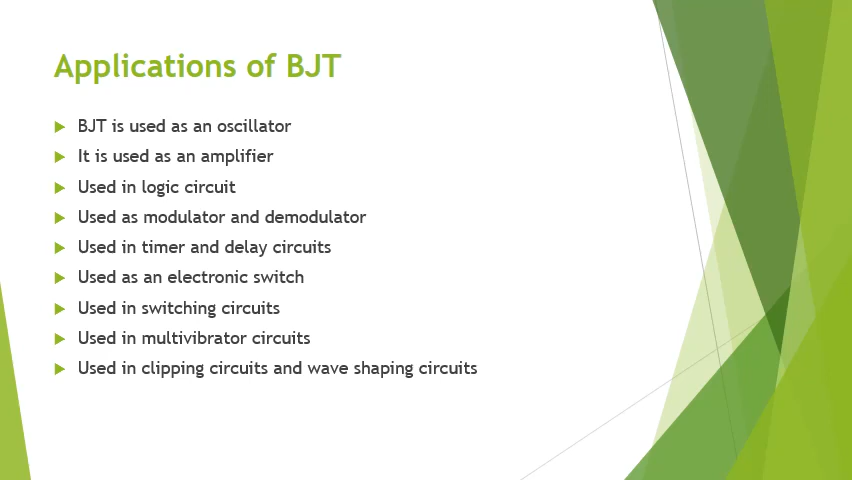 Applications of BJT
BJT is used as an oscillator
It is used as an amplifier
Used in logic circuit
Used as modulator and demodulator
Used in timer and delay circuits
Used as an electronic switch
Used in switching circuits
Used in multivibrator circuits
Used in clipping circuits and wave shaping circuits